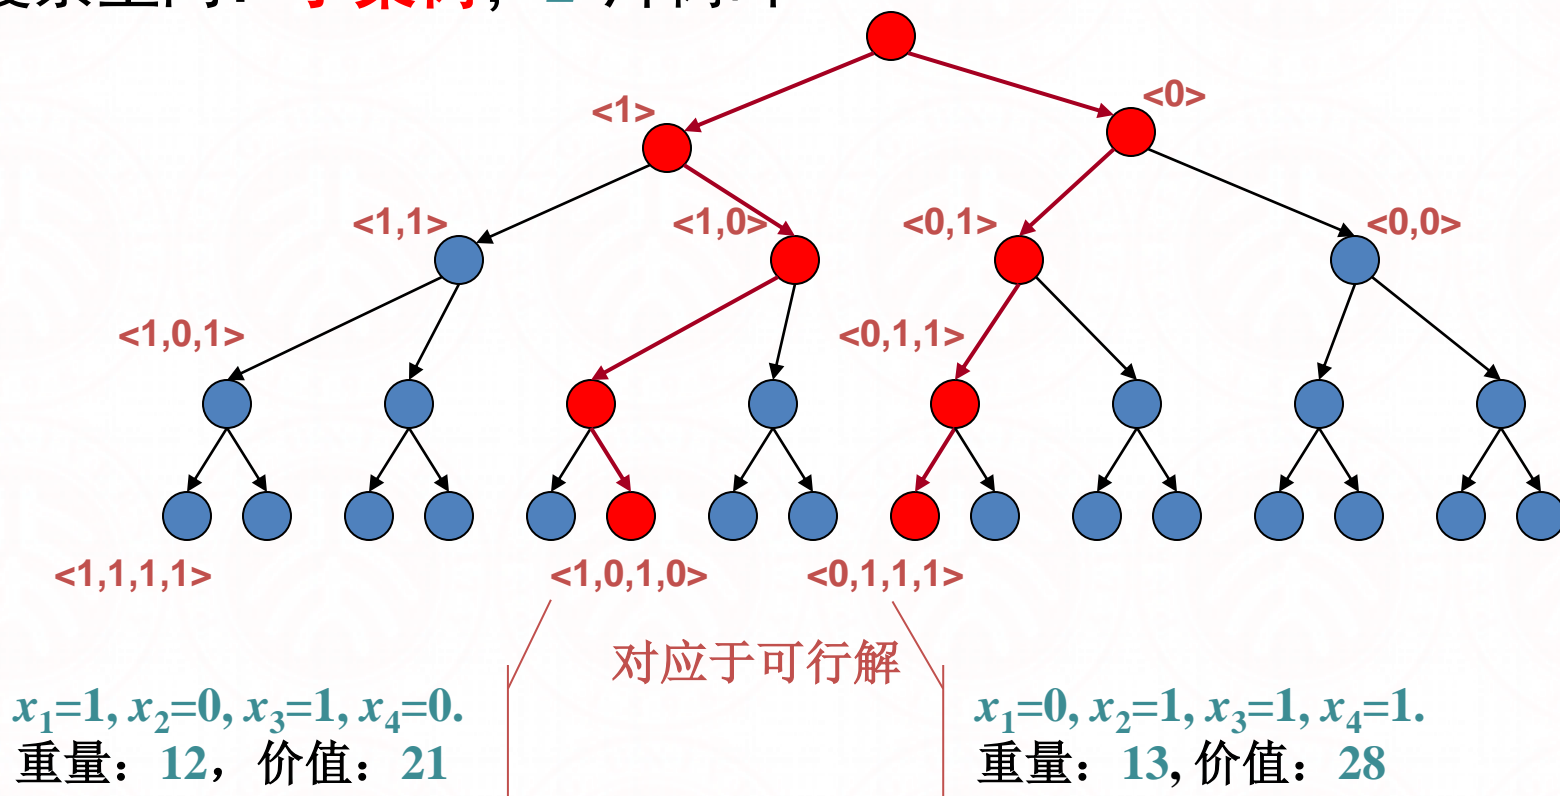 子集树,
<0>
<1>
<1,1>
<1,0>
<0,1>
<0,0>
<1,0,1>
<0,1,1>
<1,1,1,1>
<1,0,1,0>
<0,1,1,1>
对应于可行解
x₁=1, x₂=0, x₃=1, x₄=0.
重量：12，价值：21
x₁=0, x₂=1, x₃=1, x₄=1.
重量：13, 价值：28